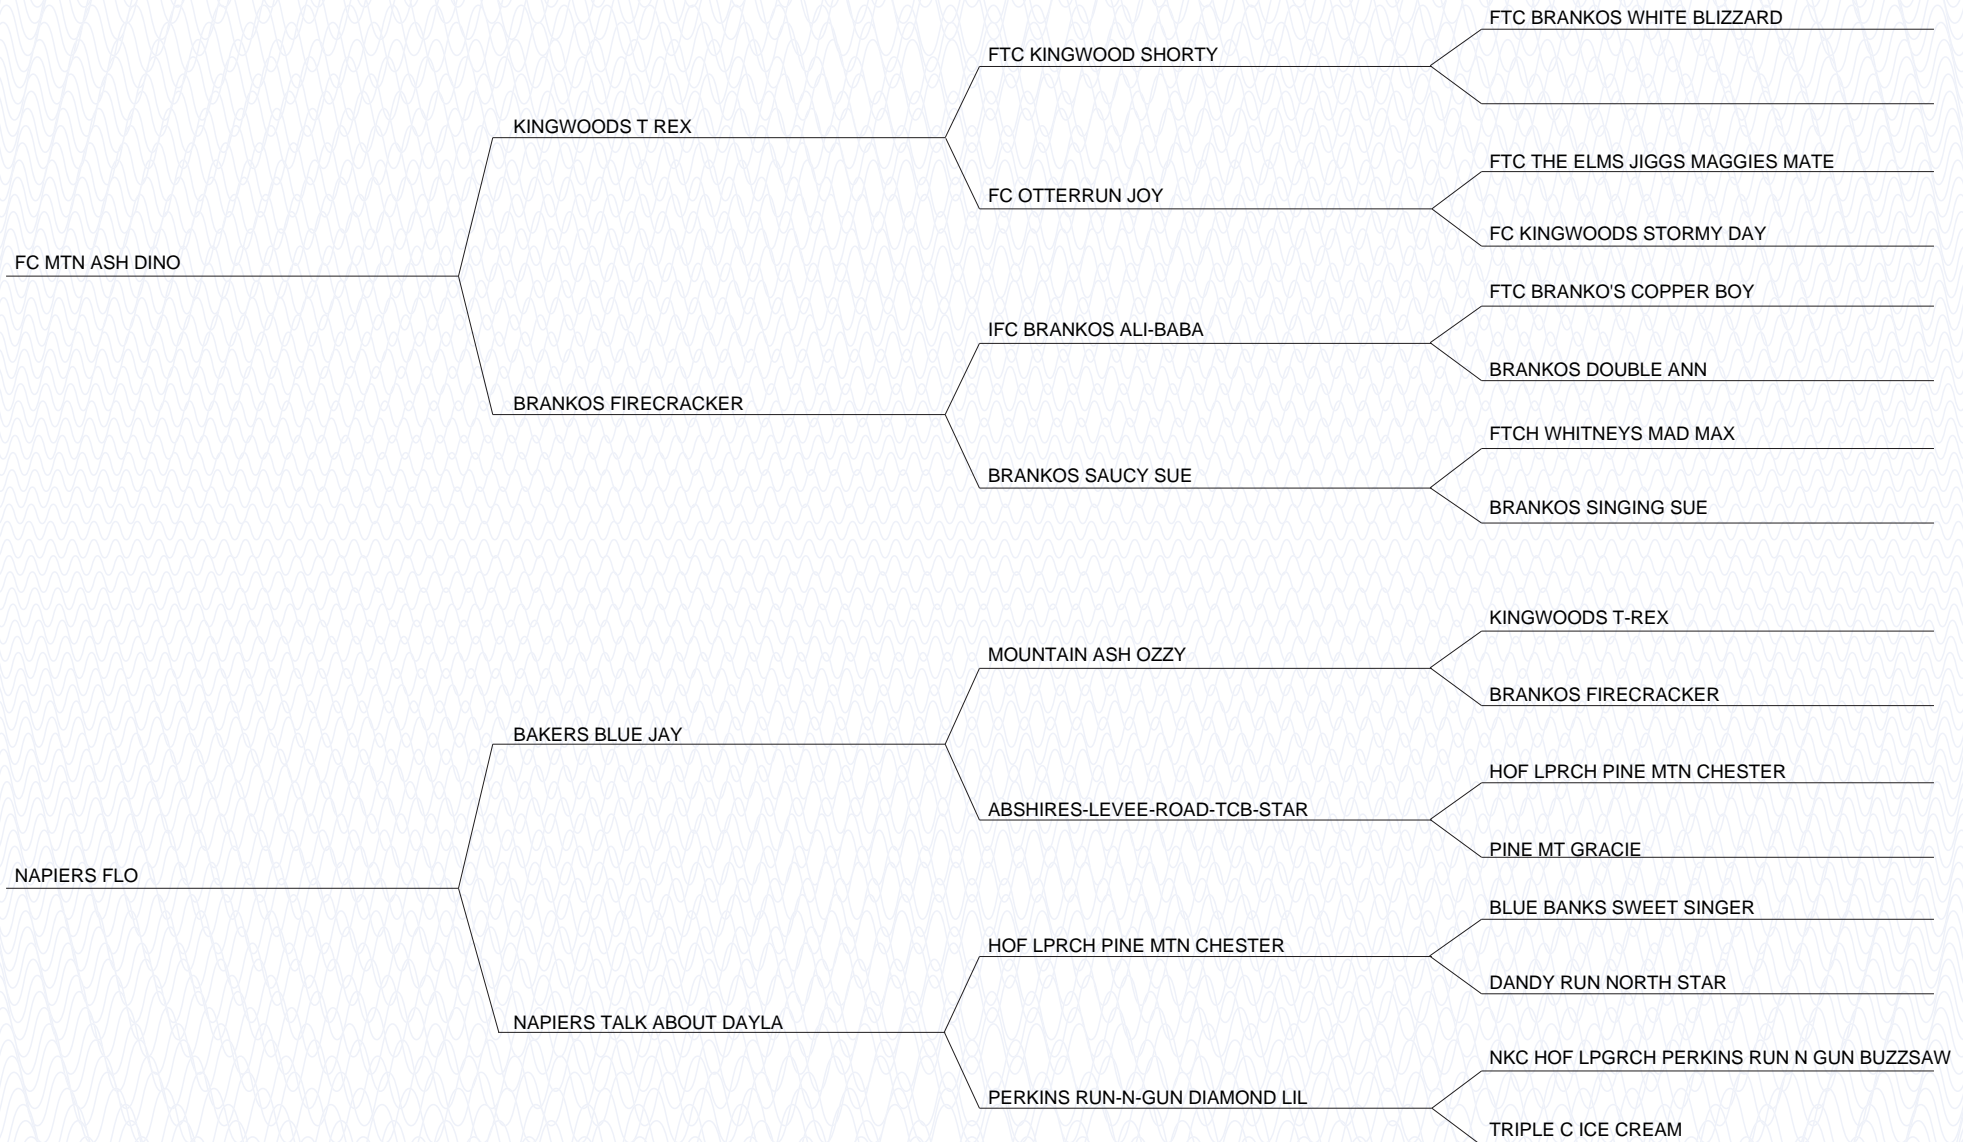 FTC BRANKOS WHITE BLIZZARD
FTC KINGWOOD SHORTY
KINGWOODS T REX
FTC THE ELMS JIGGS MAGGIES MATE
FC OTTERRUN JOY
FC KINGWOODS STORMY DAY
FC MTN ASH DINO
FTC BRANKO'S COPPER BOY
IFC BRANKOS ALI-BABA
BRANKOS DOUBLE ANN
BRANKOS FIRECRACKER
FTCH WHITNEYS MAD MAX
BRANKOS SAUCY SUE
BRANKOS SINGING SUE
KINGWOODS T-REX
MOUNTAIN ASH OZZY
BRANKOS FIRECRACKER
BAKERS BLUE JAY
HOF LPRCH PINE MTN CHESTER
ABSHIRES-LEVEE-ROAD-TCB-STAR
PINE MT GRACIE
NAPIERS FLO
BLUE BANKS SWEET SINGER
HOF LPRCH PINE MTN CHESTER
DANDY RUN NORTH STAR
NAPIERS TALK ABOUT DAYLA
NKC HOF LPGRCH PERKINS RUN N GUN BUZZSAW
PERKINS RUN-N-GUN DIAMOND LIL
TRIPLE C ICE CREAM